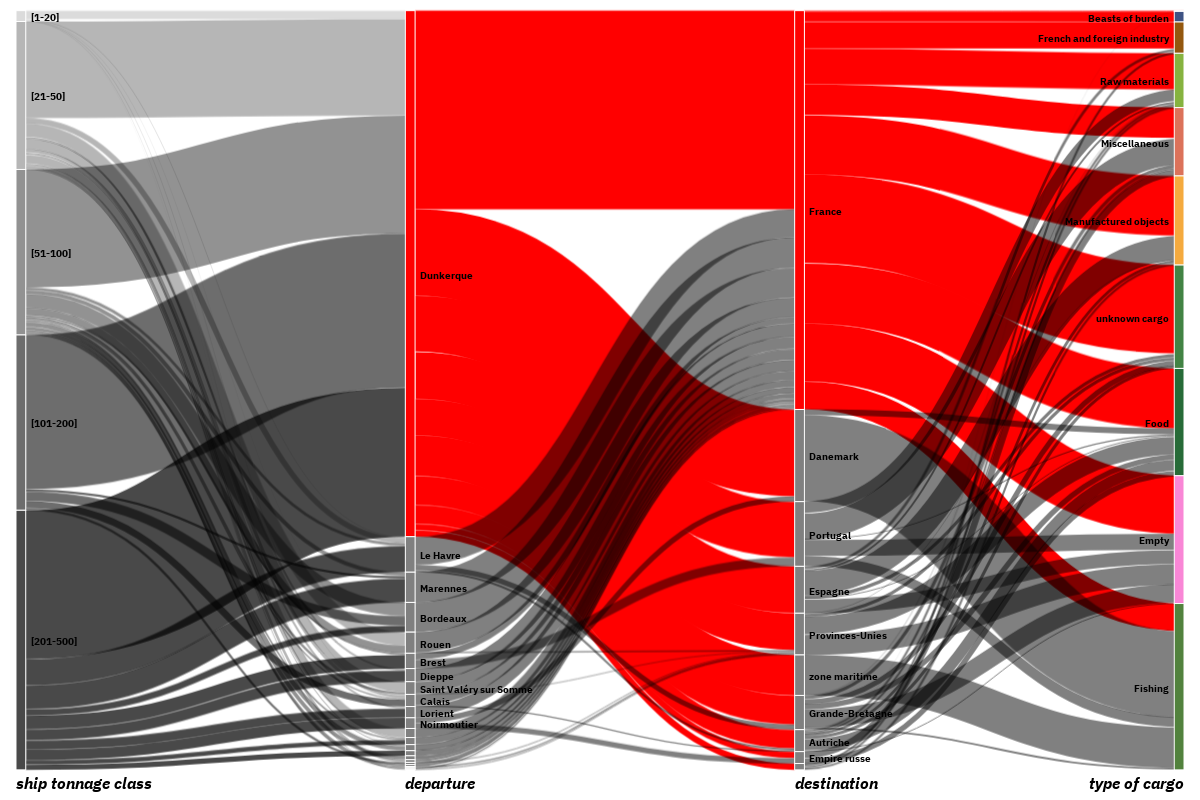 [1-20]
[21-50]
[51-100]
[101-200]
[201-500]
Dunkerque
Le Havre
Marennes
Bordeaux
Rouen
Brest
Dieppe
Saint Valéry sur Somme
Calais
Lorient
Noirmoutier
France
Danemark
Portugal
Espagne
Provinces-Unies
zone maritime
Grande-Bretagne
Autriche
Empire russe
Beasts of burden
French and foreign industry
Raw materials
Miscellaneous
Manufactured objects
unknown cargo
Food
Empty
Fishing
ship tonnage class
departure
destination
type of cargo